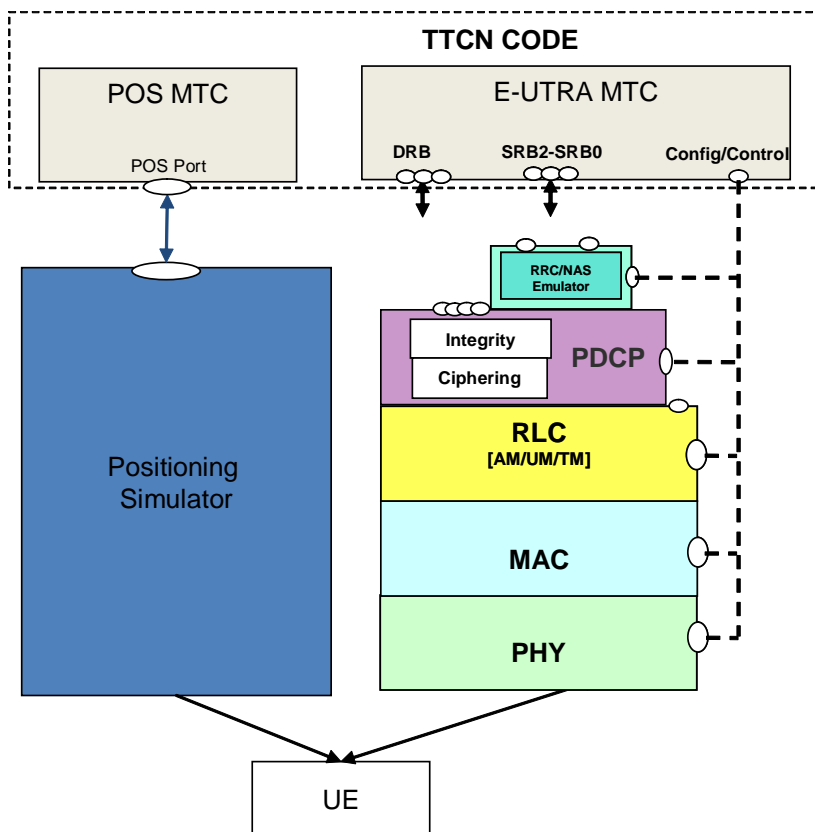 TTCN CODE
POS MTC
E-UTRA MTC
DRB
SRB2-SRB0
Config/Control
POS Port
RRC/NAS
Emulator
Integrity
PDCP
Ciphering
RLC
[AM/UM/TM]
Positioning
Simulator
MAC
PHY
UE